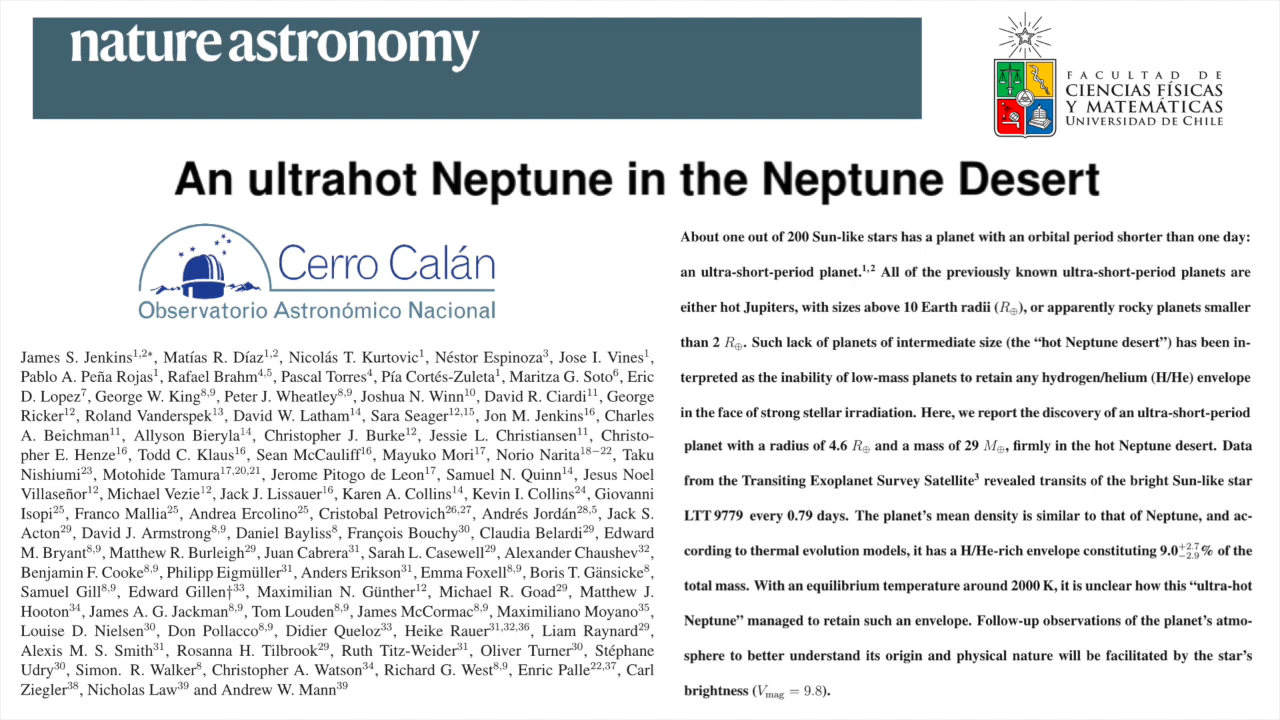 nature astronomy
FACULTAD DE
CIENCIAS FÍSICAS
Y MATEMÁTICAS
UNIVERSIDAD DE CHILE
An ultrahot Neptune in the Neptune Desert
Cerro Calán
Observatorio Astronómico Nacional
James S. Jenkins1,2*, Matías R. Díaz1,2, Nicolás T. Kurtovic1, Néstor Espinoza3, Jose I. Vines1,
Pablo A. Peña Rojas1, Rafael Brahm4,5, Pascal Torres4, Pía Cortés-Zuleta1, Maritza G. Soto6, Eric
D. Lopez7, George W. King8,9, Peter J. Wheatley8,9, Joshua N. Winn10, David R. Ciardi11, George
Ricker12, Roland Vanderspek13, David W. Latham14, Sara Seager12,15, Jon M. Jenkins16, Charles
A. Beichman11, Allyson Bieryla14, Christopher J. Burke12, Jessie L. Christiansen11, Christo-
pher E. Henze16, Todd C. Klaus16, Sean McCauliff16, Mayuko Mori17, Norio Narita18−22, Taku
Nishiumi23, Motohide Tamura17,20,21, Jerome Pitogo de Leon17, Samuel N. Quinn14, Jesus Noel
Villaseñor12, Michael Vezie12, Jack J. Lissauer16, Karen A. Collins14, Kevin I. Collins24, Giovanni
Isopi25, Franco Mallia25, Andrea Ercolino25, Cristobal Petrovich26,27, Andrés Jordán28,5, Jack S.
Acton29, David J. Armstrong8,9, Daniel Bayliss8, François Bouchy30, Claudia Belardi29, Edward
M. Bryant8,9, Matthew R. Burleigh29, Juan Cabrera31, Sarah L. Casewell29, Alexander Chaushev32,
Benjamin F. Cooke8,9, Philipp Eigmüller31, Anders Erikson31, Emma Foxell8,9, Boris T. Gänsicke8,
Samuel Gill8,9, Edward Gillen†33, Maximilian N. Günther12, Michael R. Goad29, Matthew J.
Hooton34, James A. G. Jackman8,9, Tom Louden8,9, James McCormac8,9, Maximiliano Moyano35,
Louise D. Nielsen30, Don Pollacco8,9, Didier Queloz33, Heike Rauer31,32,36, Liam Raynard29,
Alexis M. S. Smith31, Rosanna H. Tilbrook29, Ruth Titz-Weider31, Oliver Turner30, Stéphane
Udry30, Simon. R. Walker8, Christopher A. Watson34, Richard G. West8,9, Enric Palle22,37, Carl
Ziegler38, Nicholas Law39 and Andrew W. Mann39
About one out of 200 Sun-like stars has a planet with an orbital period shorter than one day:
an ultra-short-period planet.1,2 All of the previously known ultra-short-period planets are
either hot Jupiters, with sizes above 10 Earth radii (R⊕), or apparently rocky planets smaller
than 2 R⊕. Such lack of planets of intermediate size (the “hot Neptune desert”) has been in-
terpreted as the inability of low-mass planets to retain any hydrogen/helium (H/He) envelope
in the face of strong stellar irradiation. Here, we report the discovery of an ultra-short-period
planet with a radius of 4.6 R⊕ and a mass of 29 M⊕, firmly in the hot Neptune desert. Data
from the Transiting Exoplanet Survey Satellite3 revealed transits of the bright Sun-like star
LTT 9779 every 0.79 days. The planet’s mean density is similar to that of Neptune, and ac-
cording to thermal evolution models, it has a H/He-rich envelope constituting 9.0+2.7−2.9% of the
total mass. With an equilibrium temperature around 2000 K, it is unclear how this “ultra-hot
Neptune” managed to retain such an envelope. Follow-up observations of the planet’s atmo-
sphere to better understand its origin and physical nature will be facilitated by the star’s
brightness (Vmag = 9.8).